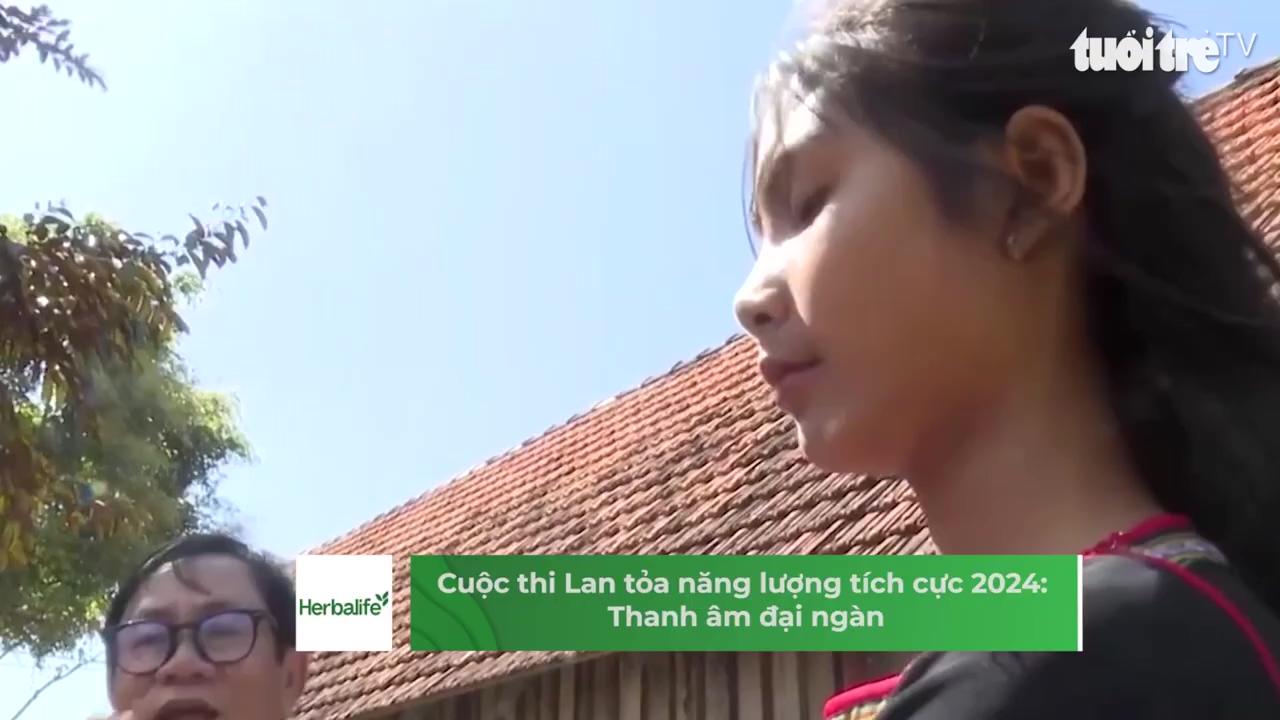 tuổi trẻ TV
Herbalife
Cuộc thi Lan tỏa năng lượng tích cực 2024:
Thanh âm đại ngàn